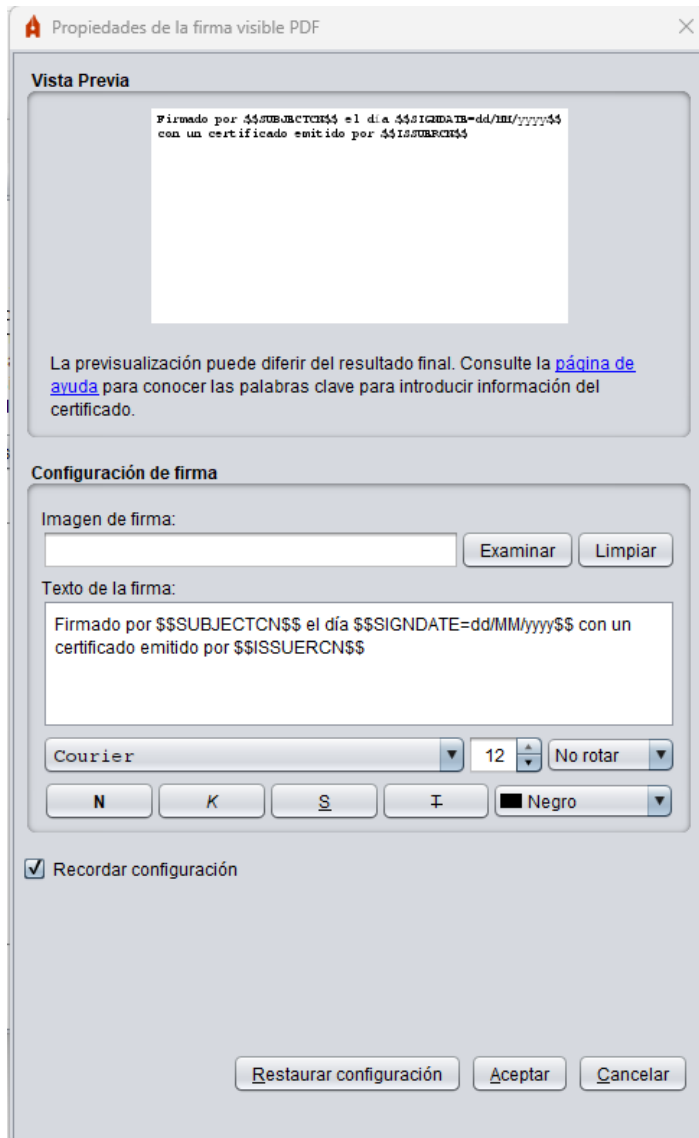 Propiedades de la firma visible PDF
Vista Previa
Firmado por $$SUBJECTCN$$ el día $$SIGNDATE=dd/MM/yyyy$$
con un certificado emitido por $$ISSUERCN$$
La previsualización puede diferir del resultado final. Consulte la página de
ayuda para conocer las palabras clave para introducir información del
certificado.
Configuración de firma
Imagen de firma:
Examinar Limpiar
Texto de la firma:
Firmado por $$SUBJECTCN$$ el día $$SIGNDATE=dd/MM/yyyy$$ con un
certificado emitido por $$ISSUERCN$$
Courier 12 No rotar
N K S T Negro
Recordar configuración
Restaurar configuración Aceptar Cancelar